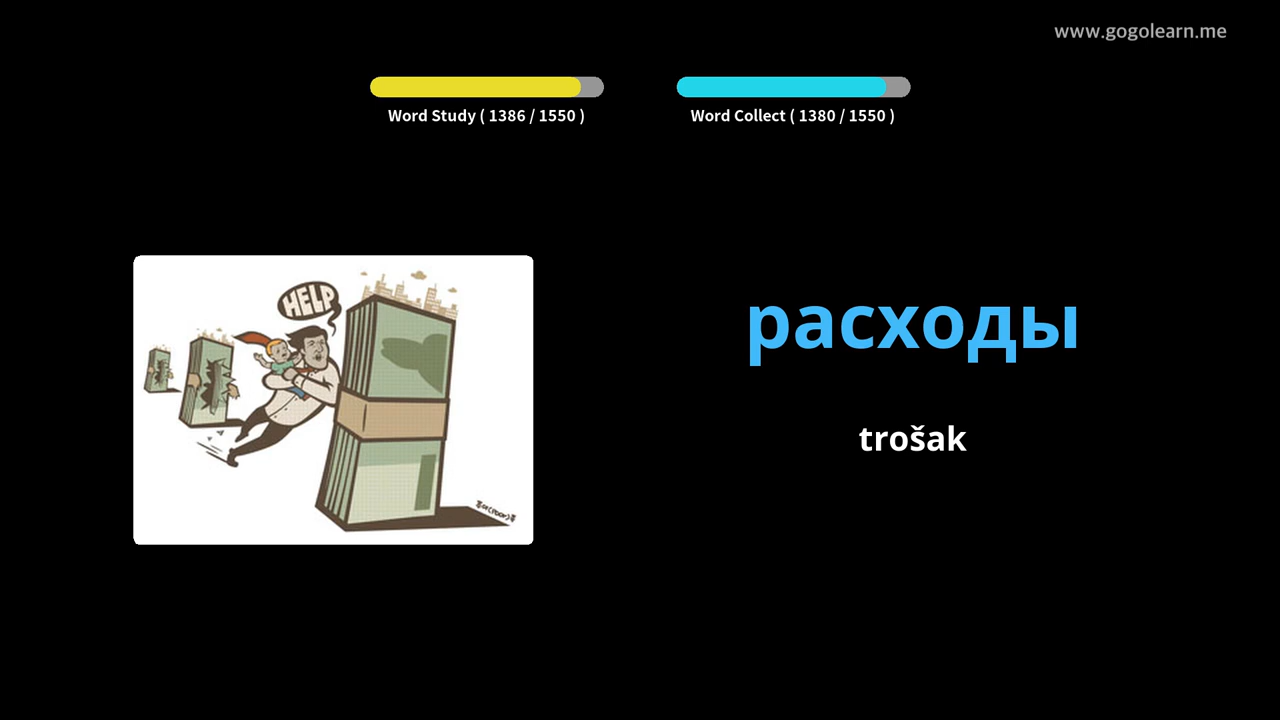 www.gogolearn.me
Word Study ( 1386 / 1550 )
Word Collect ( 1380 / 1550 )
HELP
расходы
trošak